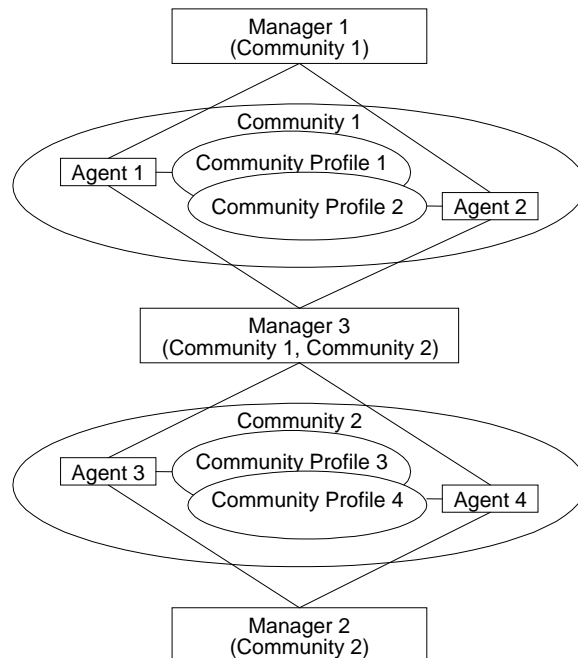 Manager 1
(Community 1)
Community 1
Community Profile 1
Agent 1
Community Profile 2
Agent 2
Manager 3
(Community 1, Community 2)
Community 2
Community Profile 3
Agent 3
Community Profile 4
Agent 4
Manager 2
(Community 2)